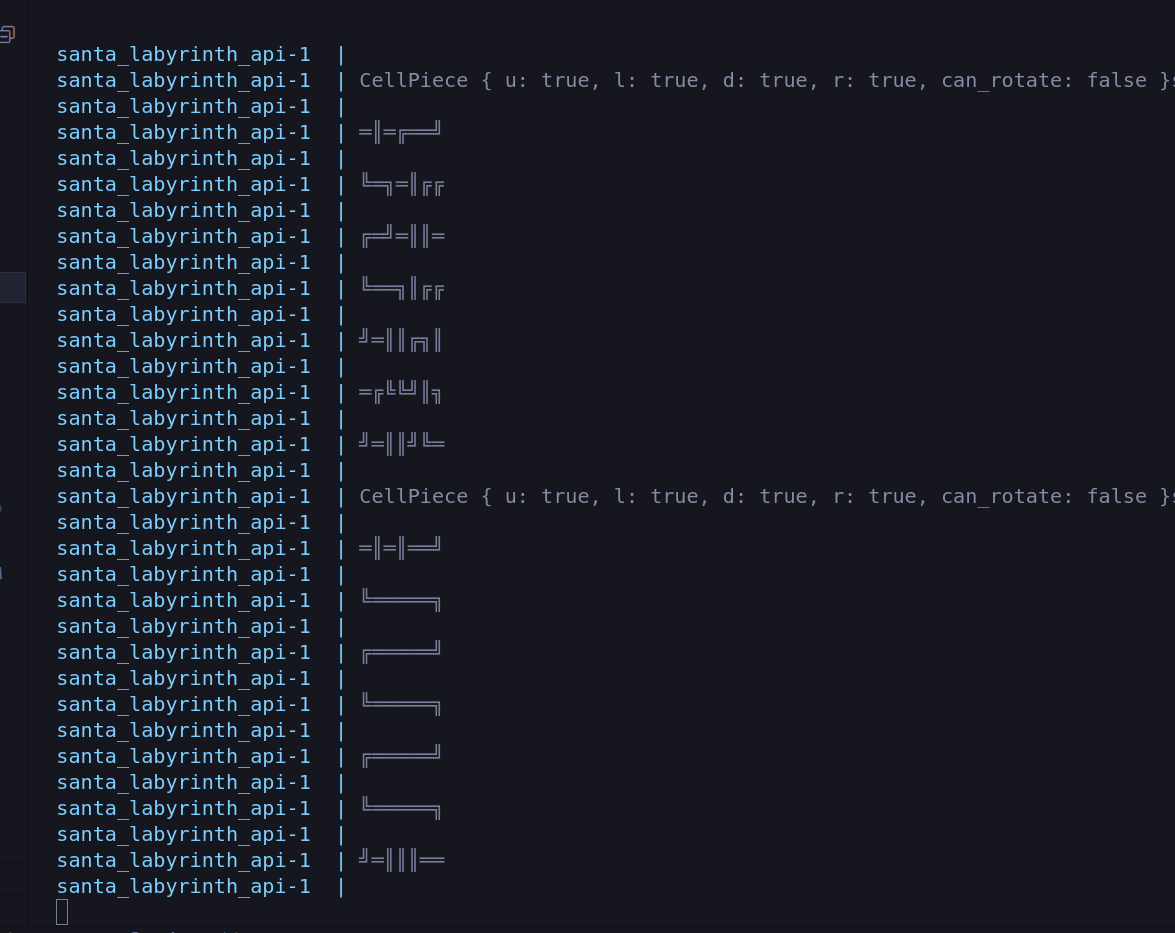 santa_labyrinth_api-1  |
santa_labyrinth_api-1  | CellPiece { u: true, l: true, d: true, r: true, can_rotate: false }s
santa_labyrinth_api-1  |
santa_labyrinth_api-1  | ═║═╔══╝
santa_labyrinth_api-1  |
santa_labyrinth_api-1  | ╚═╗═║╔╔
santa_labyrinth_api-1  |
santa_labyrinth_api-1  | ╔═╝═║║═
santa_labyrinth_api-1  |
santa_labyrinth_api-1  | ╚══╗║╔╔
santa_labyrinth_api-1  |
santa_labyrinth_api-1  | ╝═║║╔╗║
santa_labyrinth_api-1  |
santa_labyrinth_api-1  | ═╔╚╚╝║╗
santa_labyrinth_api-1  |
santa_labyrinth_api-1  | ╝═║║╝╚═
santa_labyrinth_api-1  |
santa_labyrinth_api-1  | CellPiece { u: true, l: true, d: true, r: true, can_rotate: false }s
santa_labyrinth_api-1  |
santa_labyrinth_api-1  | ═║═║══╝
santa_labyrinth_api-1  |
santa_labyrinth_api-1  | ╚═════╗
santa_labyrinth_api-1  |
santa_labyrinth_api-1  | ╔═════╝
santa_labyrinth_api-1  |
santa_labyrinth_api-1  | ╚═════╗
santa_labyrinth_api-1  |
santa_labyrinth_api-1  | ╔═════╝
santa_labyrinth_api-1  |
santa_labyrinth_api-1  | ╚═════╗
santa_labyrinth_api-1  |
santa_labyrinth_api-1  | ╝═║║║══
santa_labyrinth_api-1  |